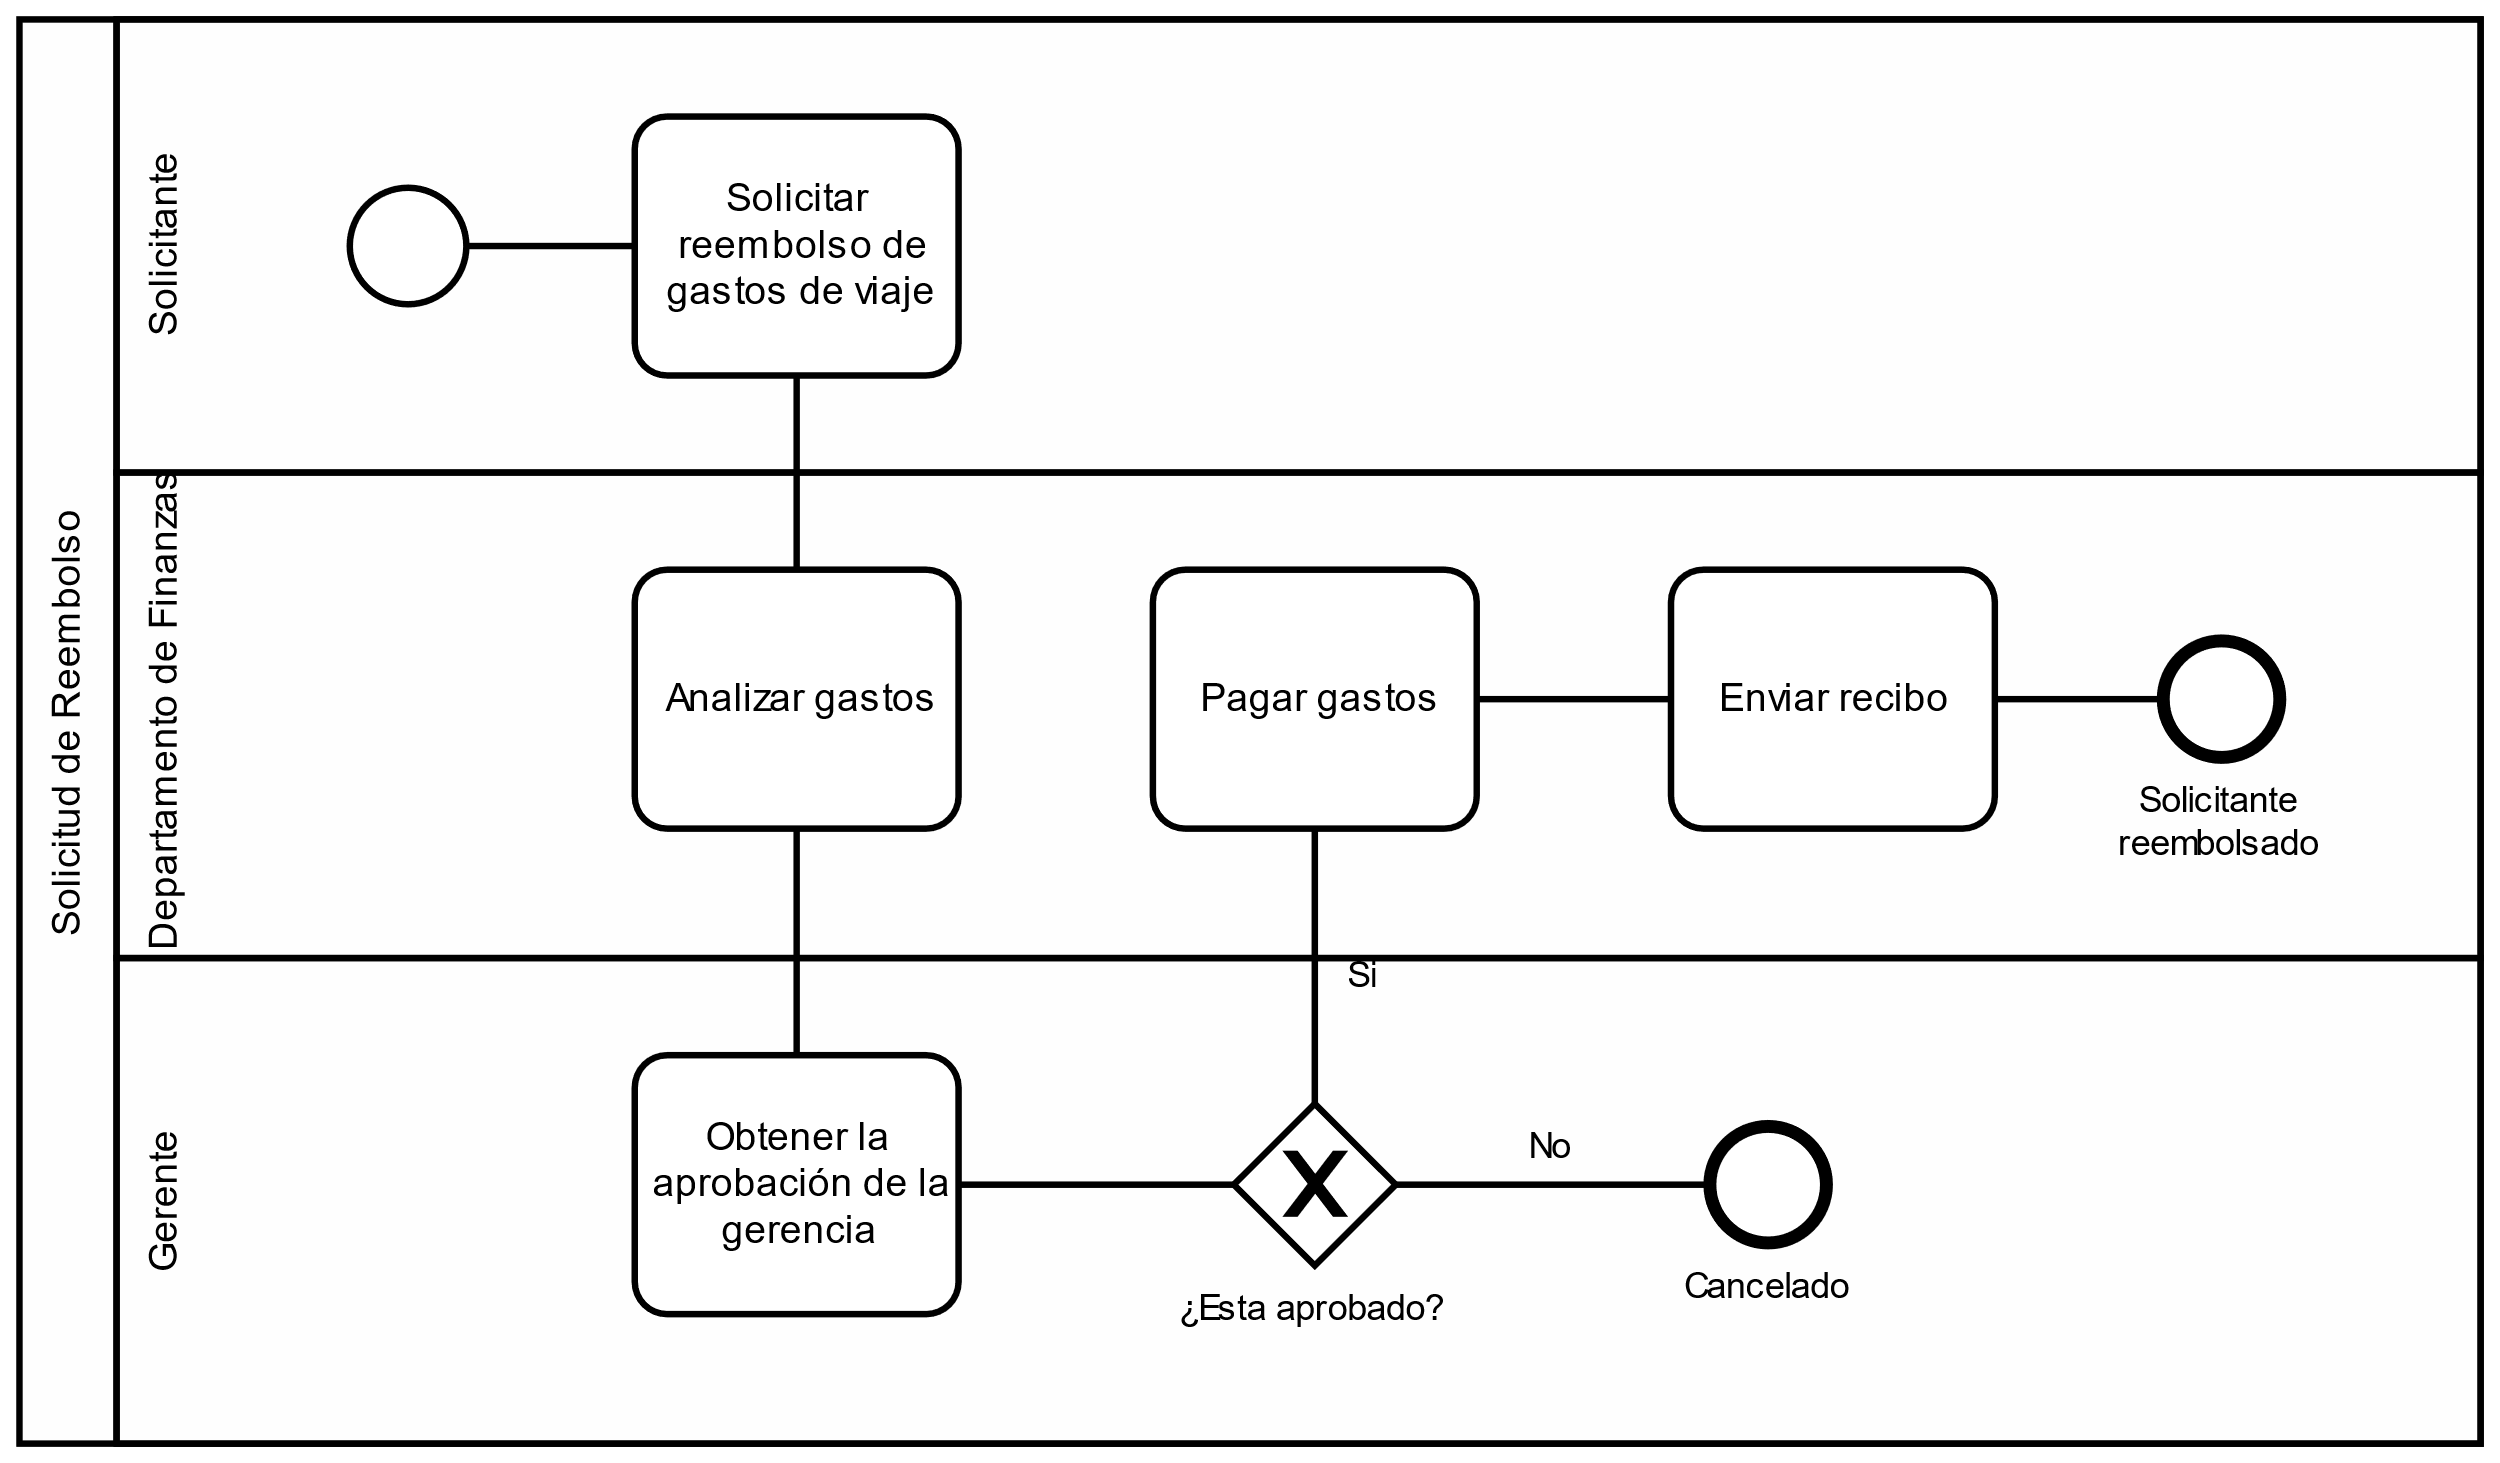 Solicitud de Reembolso
Solicitante
Solicitar
reembolso de
gastos de viaje
Departamento de Finanzas
Analizar gastos
Pagar gastos
Enviar recibo
Solicitante
reembolsado
Si
Gerente
Obtener la
aprobación de la
gerencia
X
¿Esta aprobado?
No
Cancelado